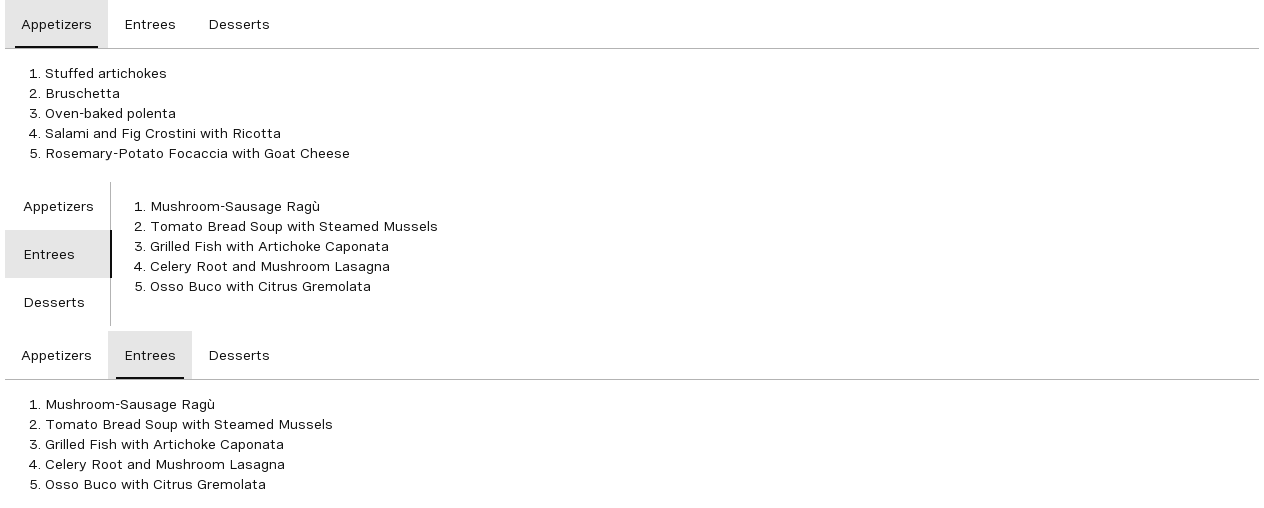 Appetizers Entrees Desserts
1. Stuffed artichokes
2. Bruschetta
3. Oven-baked polenta
4. Salami and Fig Crostini with Ricotta
5. Rosemary-Potato Focaccia with Goat Cheese
Appetizers
Entrees
Desserts
1. Mushroom-Sausage Ragù
2. Tomato Bread Soup with Steamed Mussels
3. Grilled Fish with Artichoke Caponata
4. Celery Root and Mushroom Lasagna
5. Osso Buco with Citrus Gremolata
Appetizers Entrees Desserts
1. Mushroom-Sausage Ragù
2. Tomato Bread Soup with Steamed Mussels
3. Grilled Fish with Artichoke Caponata
4. Celery Root and Mushroom Lasagna
5. Osso Buco with Citrus Gremolata